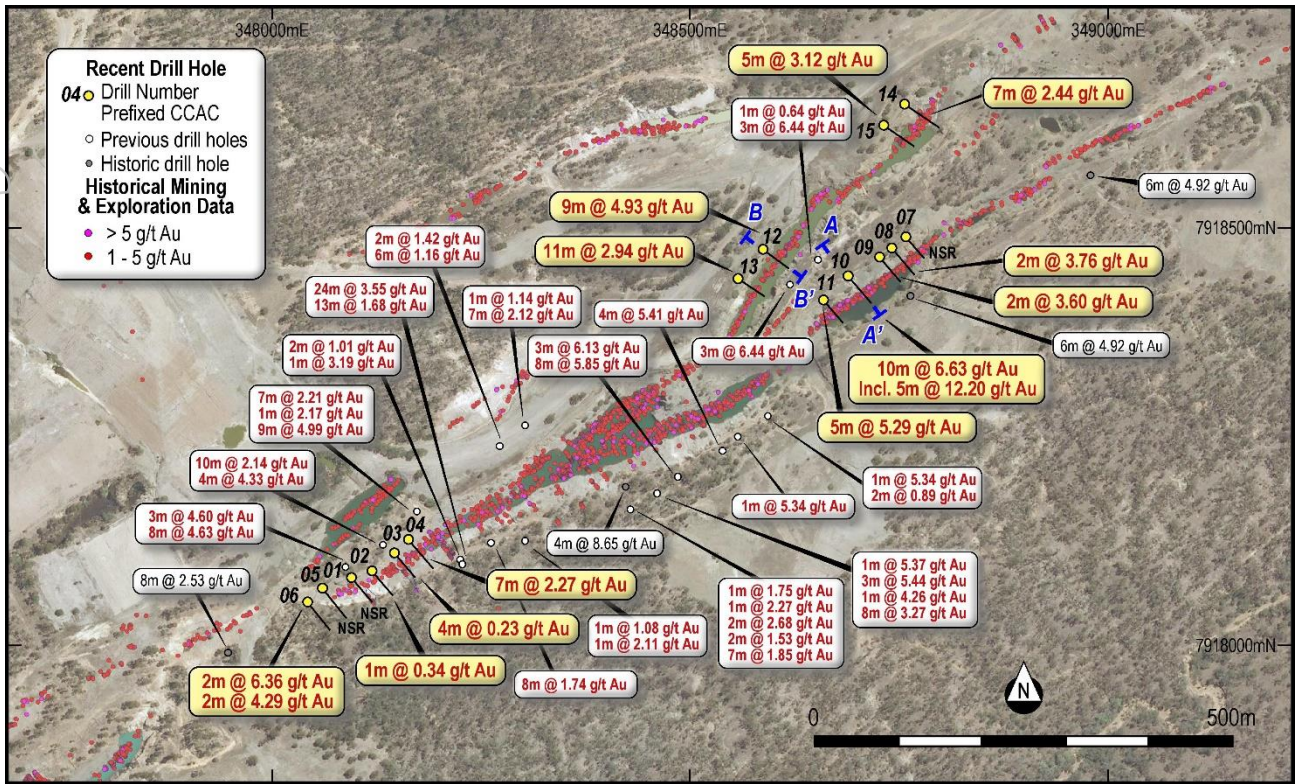 348000mE
348500mE
349000mE
Recent Drill Hole
04 Drill Number
Prefixed CCAC
Previous drill holes
Historic drill hole
Historical Mining
& Exploration Data
> 5 g/t Au
1 - 5 g/t Au
5m @ 3.12 g/t Au
14
7m @ 2.44 g/t Au
15
1m @ 0.64 g/t Au
3m @ 6.44 g/t Au
6m @ 4.92 g/t Au
9m @ 4.93 g/t Au
B
12
A
07
08
09
NSR
7918500mN
2m @ 1.42 g/t Au
6m @ 1.16 g/t Au
11m @ 2.94 g/t Au
13
B'
10
11
A'
2m @ 3.76 g/t Au
2m @ 3.60 g/t Au
24m @ 3.55 g/t Au
13m @ 1.68 g/t Au
1m @ 1.14 g/t Au
7m @ 2.12 g/t Au
4m @ 5.41 g/t Au
3m @ 6.44 g/t Au
6m @ 4.92 g/t Au
2m @ 1.01 g/t Au
1m @ 3.19 g/t Au
3m @ 6.13 g/t Au
8m @ 5.85 g/t Au
10m @ 6.63 g/t Au
Incl. 5m @ 12.20 g/t Au
7m @ 2.21 g/t Au
1m @ 2.17 g/t Au
9m @ 4.99 g/t Au
5m @ 5.29 g/t Au
10m @ 2.14 g/t Au
4m @ 4.33 g/t Au
1m @ 5.34 g/t Au
2m @ 0.89 g/t Au
1m @ 5.34 g/t Au
3m @ 4.60 g/t Au
8m @ 4.63 g/t Au
03
04
4m @ 8.65 g/t Au
8m @ 2.53 g/t Au
05
01
02
06
NSR
NSR
7m @ 2.27 g/t Au
1m @ 5.37 g/t Au
3m @ 5.44 g/t Au
1m @ 4.26 g/t Au
8m @ 3.27 g/t Au
1m @ 1.75 g/t Au
1m @ 2.27 g/t Au
2m @ 2.68 g/t Au
2m @ 1.53 g/t Au
7m @ 1.85 g/t Au
4m @ 0.23 g/t Au
1m @ 1.08 g/t Au
1m @ 2.11 g/t Au
7918000mN
2m @ 6.36 g/t Au
2m @ 4.29 g/t Au
1m @ 0.34 g/t Au
8m @ 1.74 g/t Au
N
0
500m